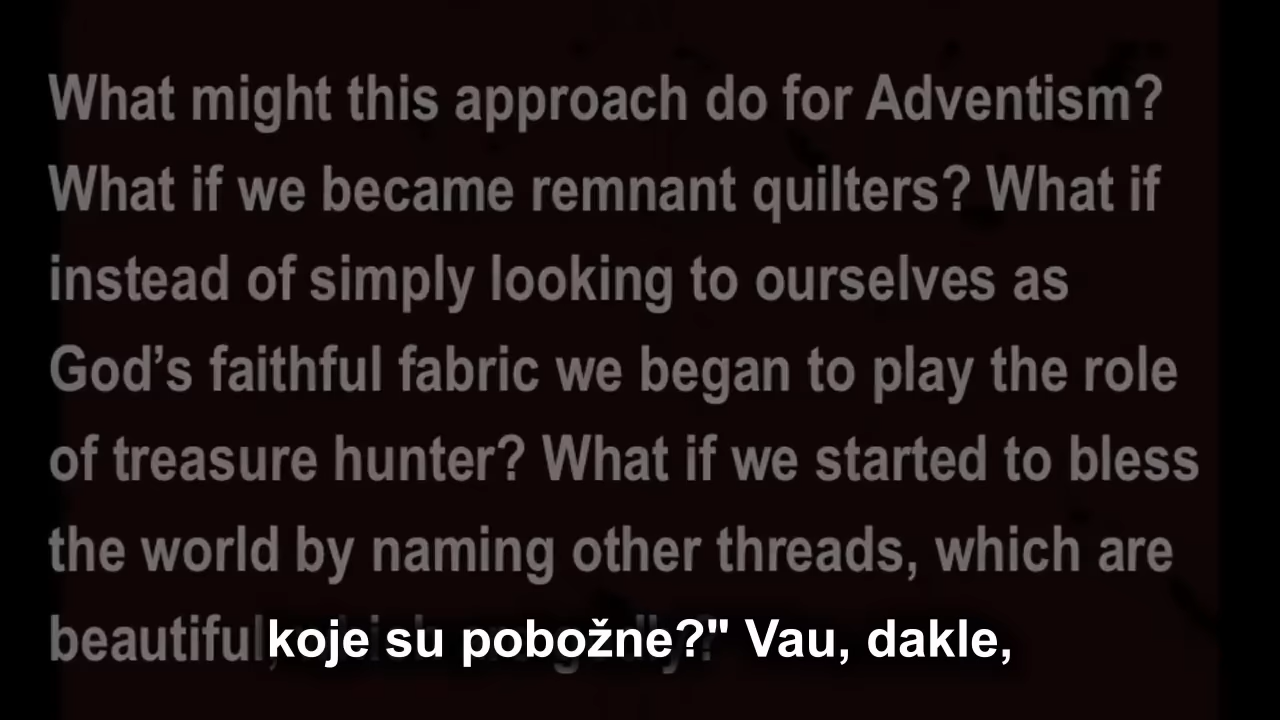 What might this approach do for Adventism?
What if we became remnant quilters? What if
instead of simply looking to ourselves as
God's faithful fabric we began to play the role
of treasure hunter? What if we started to bless
the world by naming other threads, which are
beautiful,
koje su pobožne?" Vau, dakle,